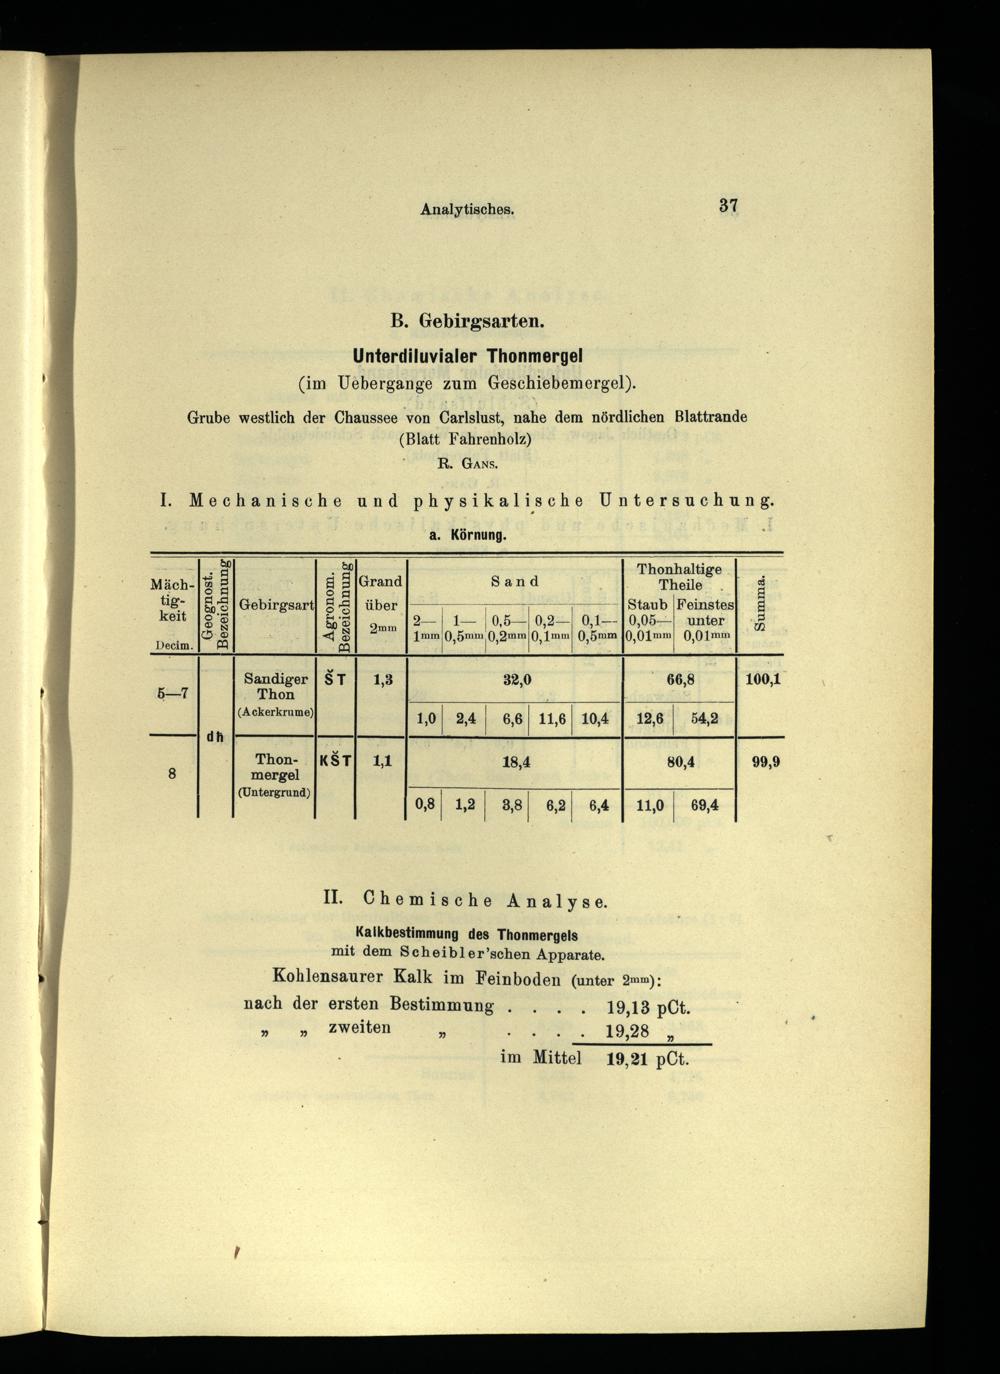 Analytisches. 37
B. Gebirgsarten.
Unterdiluvialer Thonmergel
(im Uebergange zum Geschiebemergel).
Grube westlich der Chaussee von Carlslust, nahe dem nördlichen Blattrande
(Blatt Fahrenholz)
R. GANS.
I. Mechanische und physikalische Untersuchung.
a. Körnung.
Mäch-
tig-
keit
Decim.
Geognost.
Bezeichnung
Gebirgsart
Agronom.
Bezeichnung
Grand
über
2mm
Sand
2— 1— 0,5— 0,2— 0,1—
1mm 0,5mm 0,2mm 0,1mm 0,5mm
Thonhaltige
Theile
Staub Feinstes
0,05— unter
0,01mm 0,01mm
Summa.
5—7
Sandiger
Thon
(Ackerkrume)
ŠT 1,3 32,0 66,8 100,1
1,0 2,4 6,6 11,6 10,4 12,6 54,2
dh
8
Thon-
mergel
(Untergrund)
KŠT 1,1 18,4 80,4 99,9
0,8 1,2 3,8 6,2 6,4 11,0 69,4
II. Chemische Analyse.
Kalkbestimmung des Thonmergels
mit dem Scheibler'schen Apparate.
Kohlensaurer Kalk im Feinboden (unter 2mm):
nach der ersten Bestimmung . . . . 19,13 pCt.
„ „ zweiten „ . . . . 19,28 „
im Mittel 19,21 pCt.